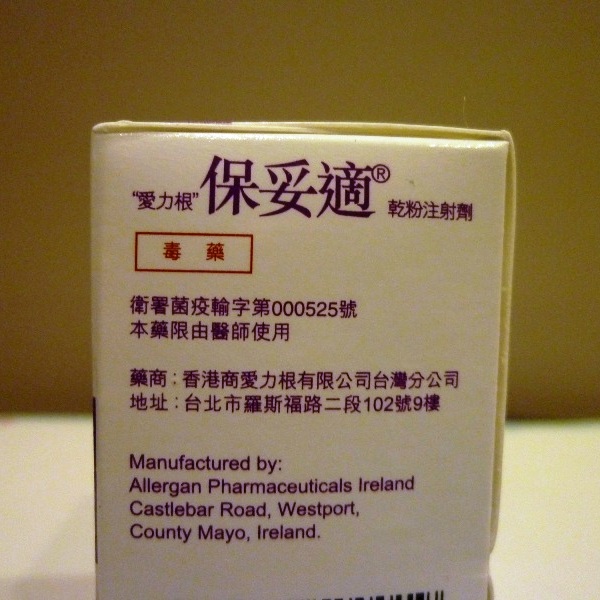 “愛力根”保妥適® 乾粉注射劑
毒 藥
衛署菌疫輸字第000525號
本藥限由醫師使用
藥商：香港商愛力根有限公司台灣分公司
地址：台北市羅斯福路二段102號9樓
Manufactured by:
Allergan Pharmaceuticals Ireland
Castlebar Road, Westport,
County Mayo, Ireland.